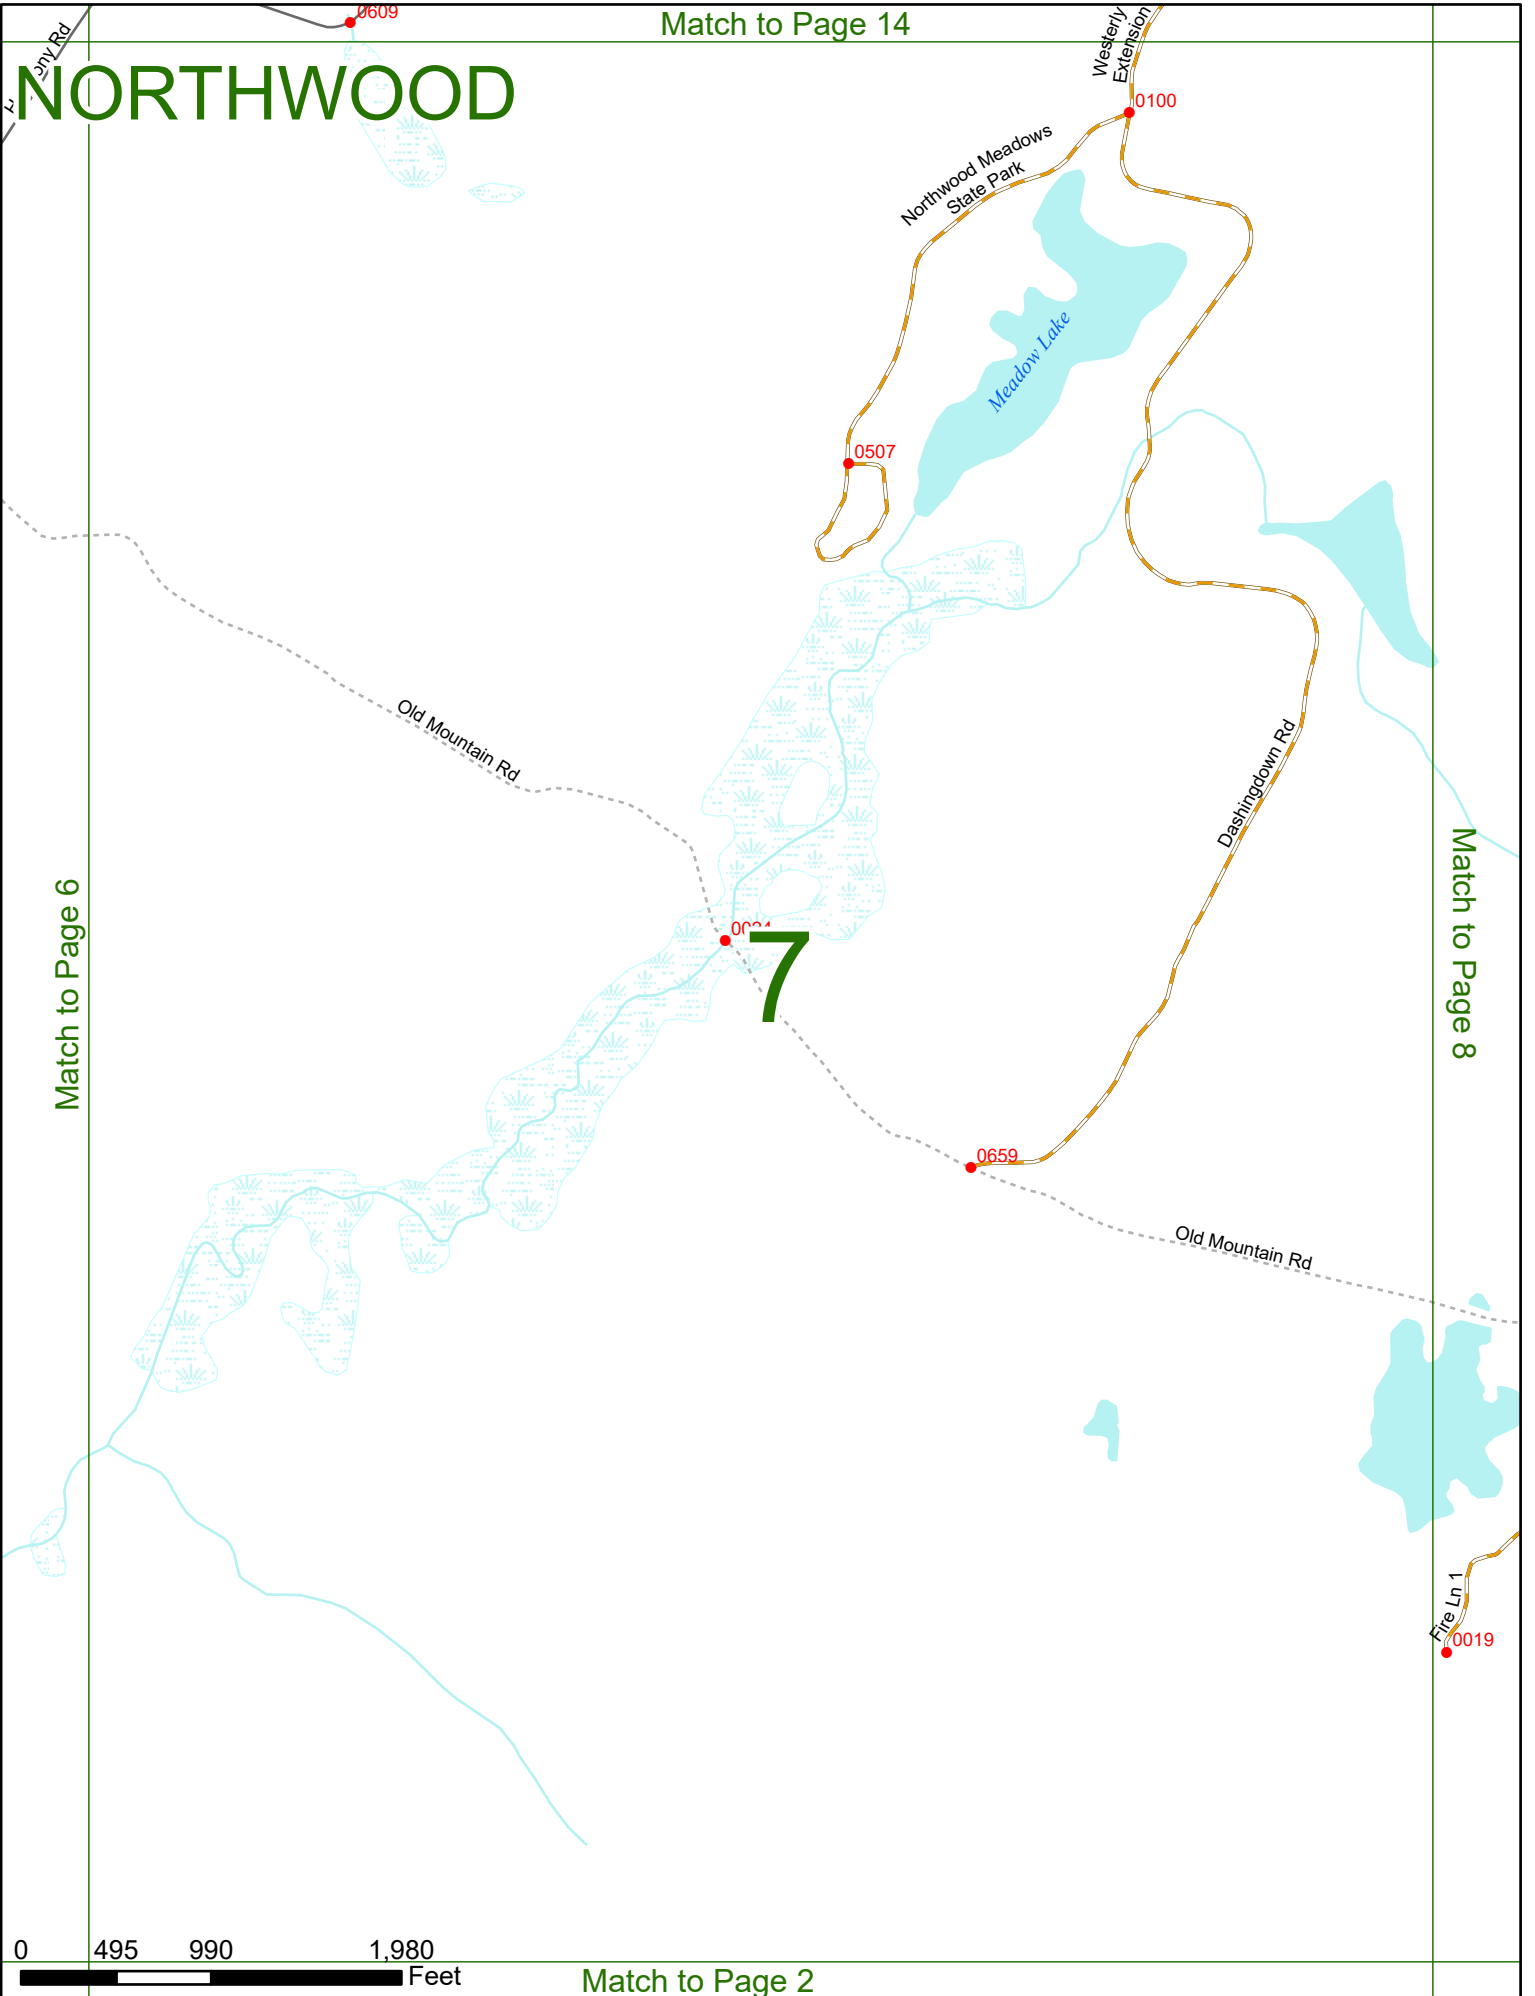 0609
Match to Page 14
Westerly
Extension
NORTHWOOD
0100
Northwood Meadows
State Park
Meadow Lake
0507
Old Mountain Rd
Dashingdown Rd
Match to Page 6
Match to Page 8
7
0659
Old Mountain Rd
Fire Ln 1
0019
0 495 990 1,980
Feet
Match to Page 2